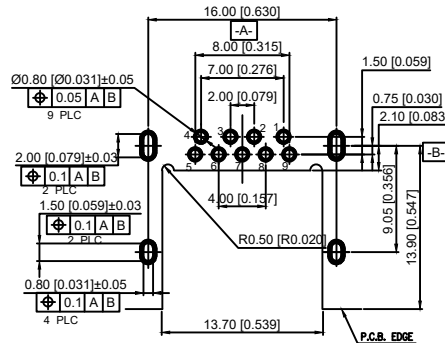 16.00 [0.630]
-A-
8.00 [0.315]
7.00 [0.276]
2.00 [0.079]
1.50 [0.059]
0.75 [0.030]
2.10 [0.083]
-B-
Ø0.80 [Ø0.031]±0.05
⌖ 0.05 A B
9 PLC
4 3 2 1
5 6 7 8 9
2.00 [0.079]±0.03
⌖ 0.1 A B
2 PLC
4.00 [0.157]
1.50 [0.059]±0.03
⌖ 0.1 A B
2 PLC
R0.50 [R0.020]
9.05 [0.356]
13.90 [0.547]
0.80 [0.031]±0.05
⌖ 0.1 A B
4 PLC
13.70 [0.539]
P.C.B. EDGE